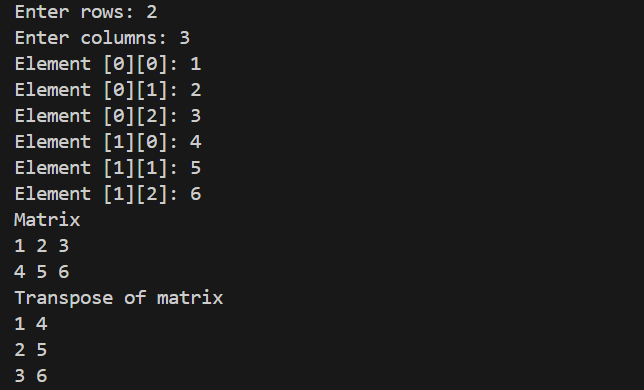 Enter rows: 2
Enter columns: 3
Element [0][0]: 1
Element [0][1]: 2
Element [0][2]: 3
Element [1][0]: 4
Element [1][1]: 5
Element [1][2]: 6
Matrix
1 2 3
4 5 6
Transpose of matrix
1 4
2 5
3 6